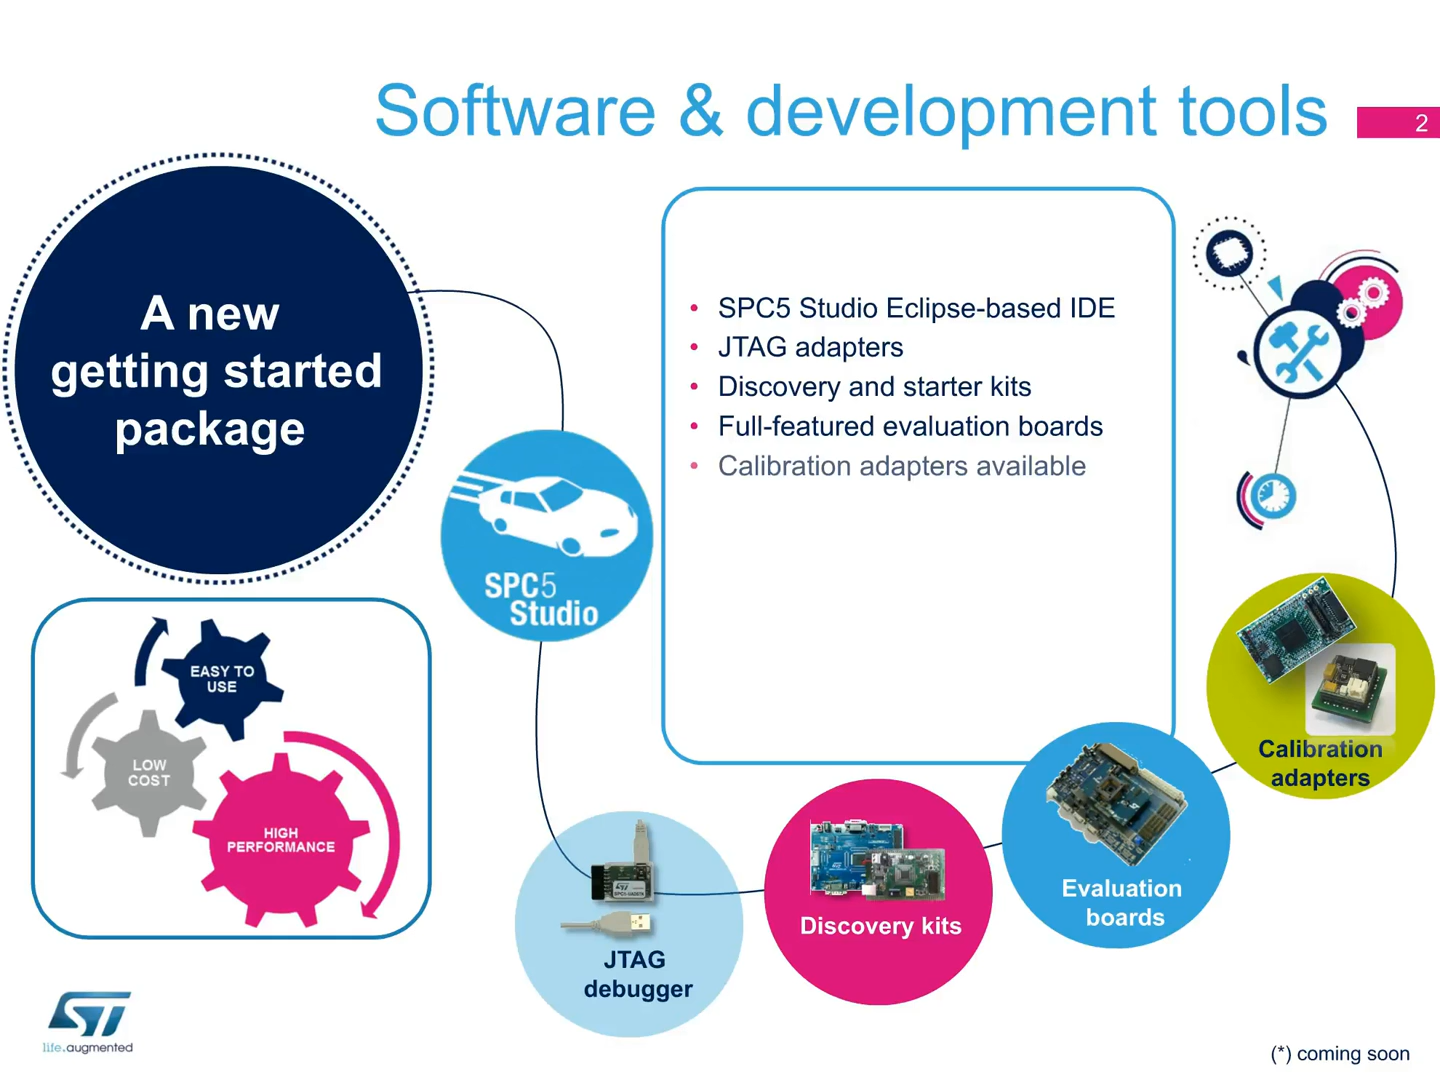 Software & development tools
2
A new
getting started
package
• SPC5 Studio Eclipse-based IDE
• JTAG adapters
• Discovery and starter kits
• Full-featured evaluation boards
• Calibration adapters available
SPC5
Studio
EASY TO
USE
LOW
COST
HIGH
PERFORMANCE
Calibration
adapters
Evaluation
boards
Discovery kits
JTAG
debugger
ST
life.augmented
(*) coming soon